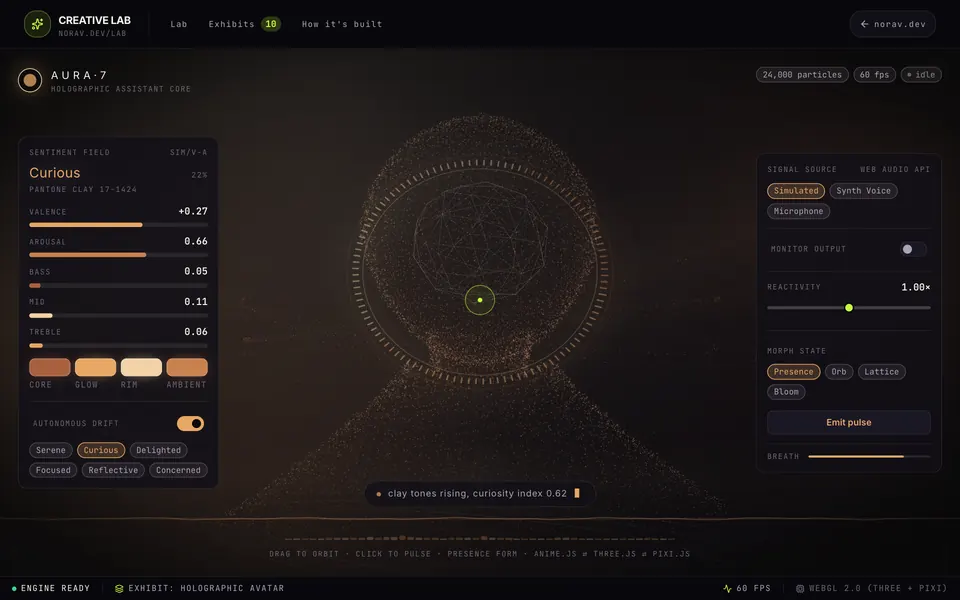 CREATIVE LAB
NORAV.DEV/LAB
Lab
Exhibits 10
How it's built
← norav.dev
AURA·7
HOLOGRAPHIC ASSISTANT CORE
24,000 particles
60 fps
idle
SENTIMENT FIELD
SIM/V-A
Curious
22%
PANTONE CLAY 17-1424
VALENCE
+0.27
AROUSAL
0.66
BASS
0.05
MID
0.11
TREBLE
0.06
CORE
GLOW
RIM
AMBIENT
AUTONOMOUS DRIFT
Serene
Curious
Delighted
Focused
Reflective
Concerned
SIGNAL SOURCE
WEB AUDIO API
Simulated
Synth Voice
Microphone
MONITOR OUTPUT
REACTIVITY
1.00×
MORPH STATE
Presence
Orb
Lattice
Bloom
Emit pulse
BREATH
clay tones rising, curiosity index 0.62
DRAG TO ORBIT · CLICK TO PULSE · PRESENCE FORM · ANIME.JS ⇄ THREE.JS ⇄ PIXI.JS
ENGINE READY
EXHIBIT: HOLOGRAPHIC AVATAR
60 FPS
WEBGL 2.0 (THREE + PIXI)